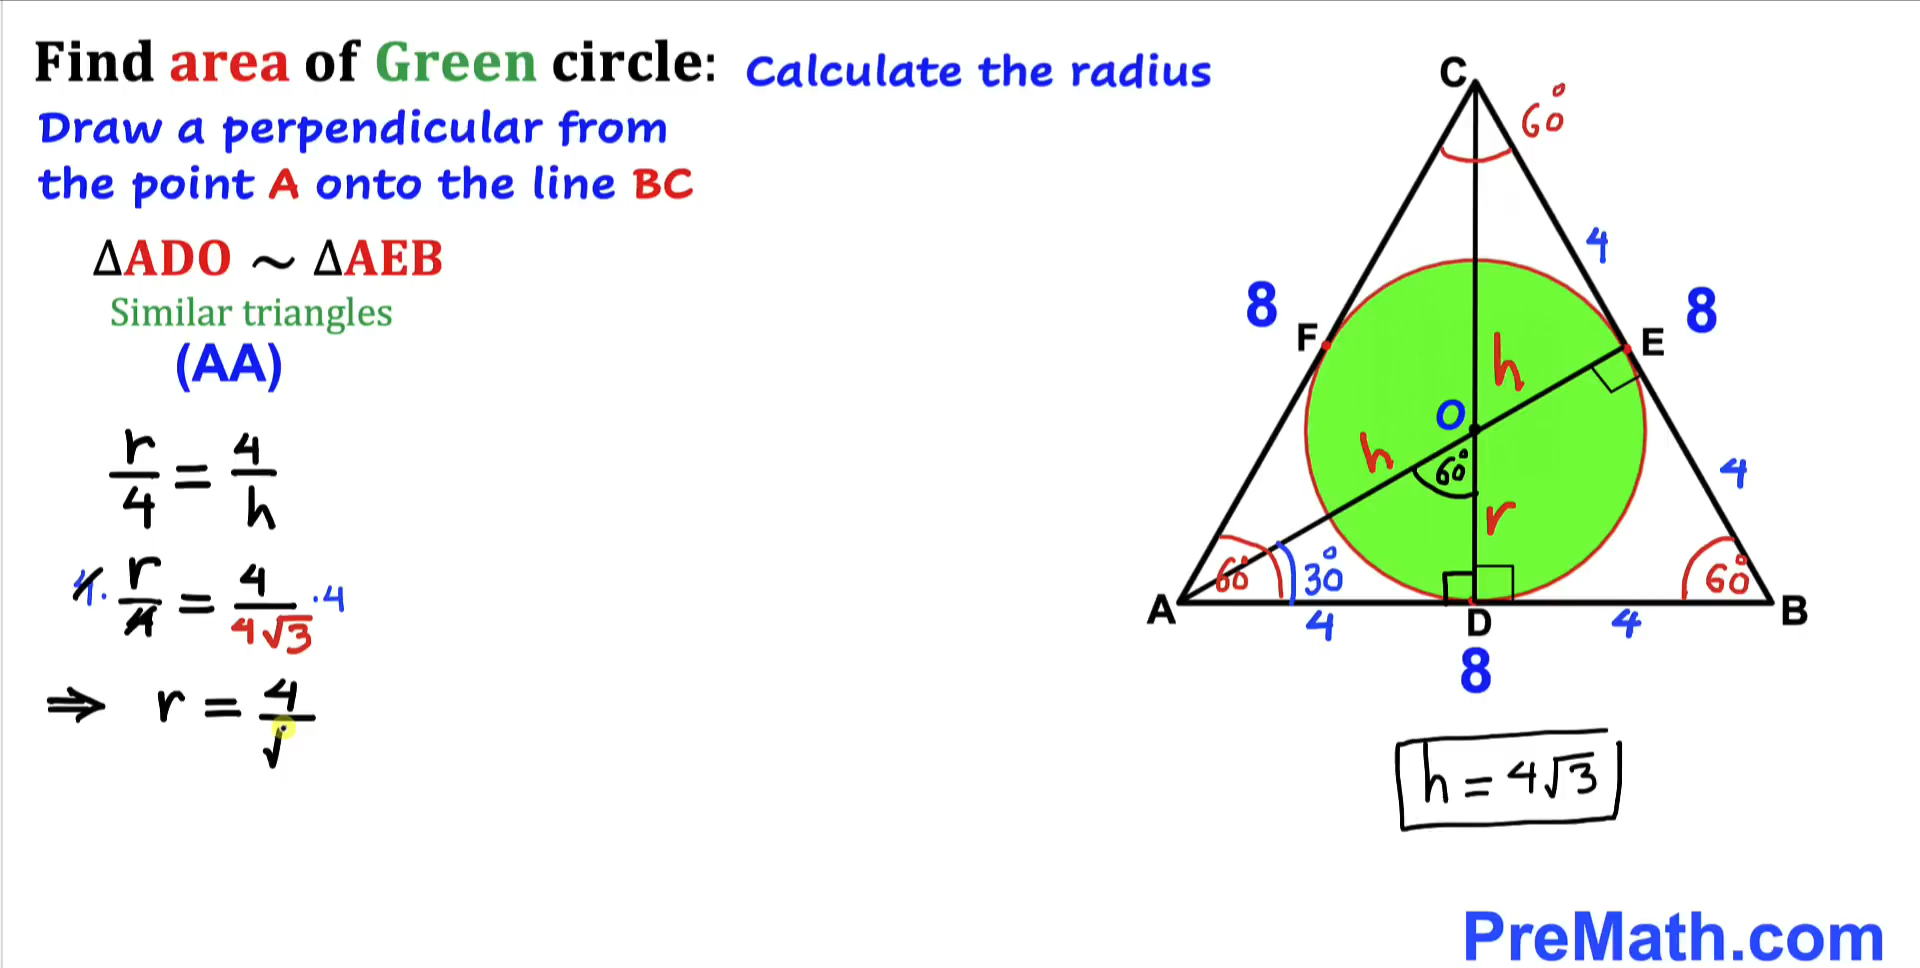 Find area of Green circle: Calculate the radius
Draw a perpendicular from
the point A onto the line BC
ΔADO ~ ΔAEB
Similar triangles
(AA)
r/4 = 4/h
4· r/4 = 4/4√3 ·4
⇒ r = 4/√
C
60°
4
8
8
F
E
h
O
h
60°
4
r
60°
30°
60°
A
4
D
4
B
8
h = 4√3
PreMath.com